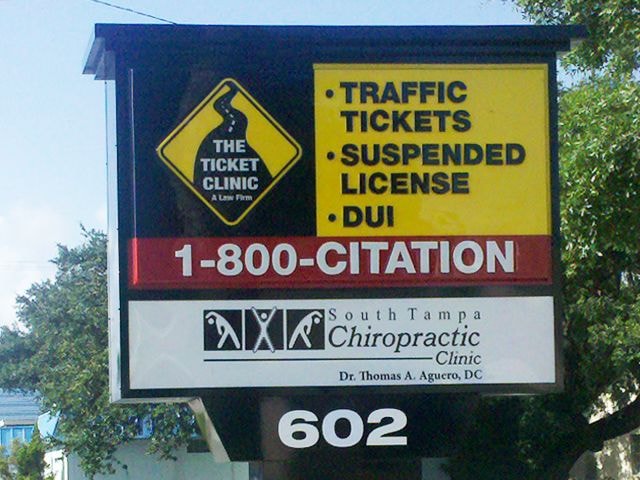 THE
TICKET
CLINIC
A Law Firm
• TRAFFIC
TICKETS
• SUSPENDED
LICENSE
• DUI
1-800-CITATION
South Tampa
Chiropractic
Clinic
Dr. Thomas A. Aguero, DC
602